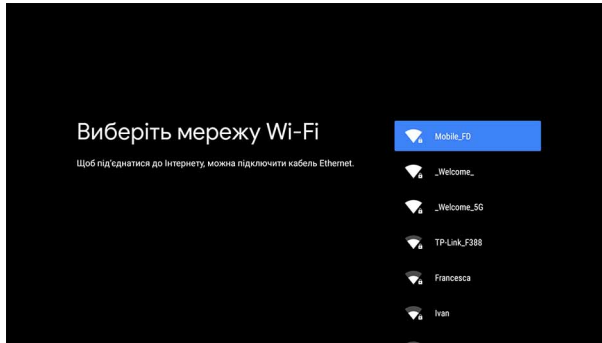 Виберіть мережу Wi-Fi
Щоб під'єднатися до Інтернету, можна підключити кабель Ethernet.
Mobile_FD
_Welcome_
_Welcome_5G
TP-Link_F388
Francesca
Ivan